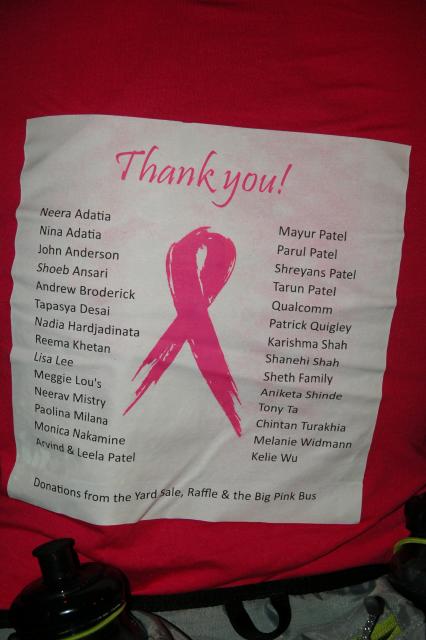 Thank you!
Neera Adatia
Nina Adatia
John Anderson
Shoeb Ansari
Andrew Broderick
Tapasya Desai
Nadia Hardjadinata
Reema Khetan
Lisa Lee
Meggie Lou's
Neerav Mistry
Paolina Milana
Monica Nakamine
Arvind & Leela Patel
Mayur Patel
Parul Patel
Shreyans Patel
Tarun Patel
Qualcomm
Patrick Quigley
Karishma Shah
Shanehi Shah
Sheth Family
Aniketa Shinde
Tony Ta
Chintan Turakhia
Melanie Widmann
Kelie Wu
Donations from the Yard sale, Raffle & the Big Pink Bus